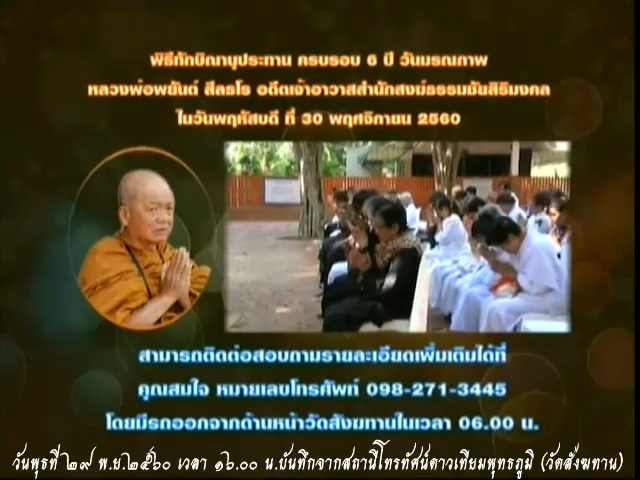 พิธีทักษิณานุประทาน ครบรอบ 6 ปี วันมรณภาพ
หลวงพ่อพนันต์ สีลธโร อดีตเจ้าอาวาสสำนักสงฆ์ธรรมขันสิริมงคล
ในวันพฤหัสบดี ที่ 30 พฤศจิกายน 2560
สามารถติดต่อสอบถามรายละเอียดเพิ่มเติมได้ที่
คุณสมใจ หมายเลขโทรศัพท์ 098-271-3445
โดยมีรถออกจากด้านหน้าวัดสังฆทานในเวลา 06.00 น.
วันพุธที่ ๒๙ พ.ย.๒๕๖๐ เวลา ๑๖.๐๐ น.บันทึกจากสถานีโทรทัศน์ดาวเทียมพุทธภูมิ (วัดสังฆทาน)